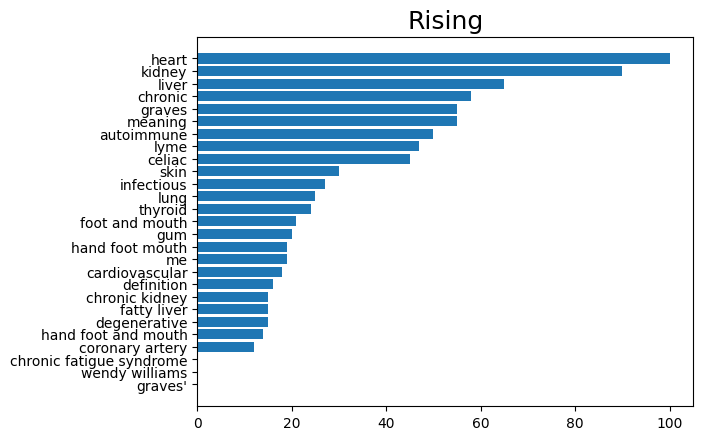 Rising
heart
kidney
liver
chronic
graves
meaning
autoimmune
lyme
celiac
skin
infectious
lung
thyroid
foot and mouth
gum
hand foot mouth
me
cardiovascular
definition
chronic kidney
fatty liver
degenerative
hand foot and mouth
coronary artery
chronic fatigue syndrome
wendy williams
graves'
0 20 40 60 80 100